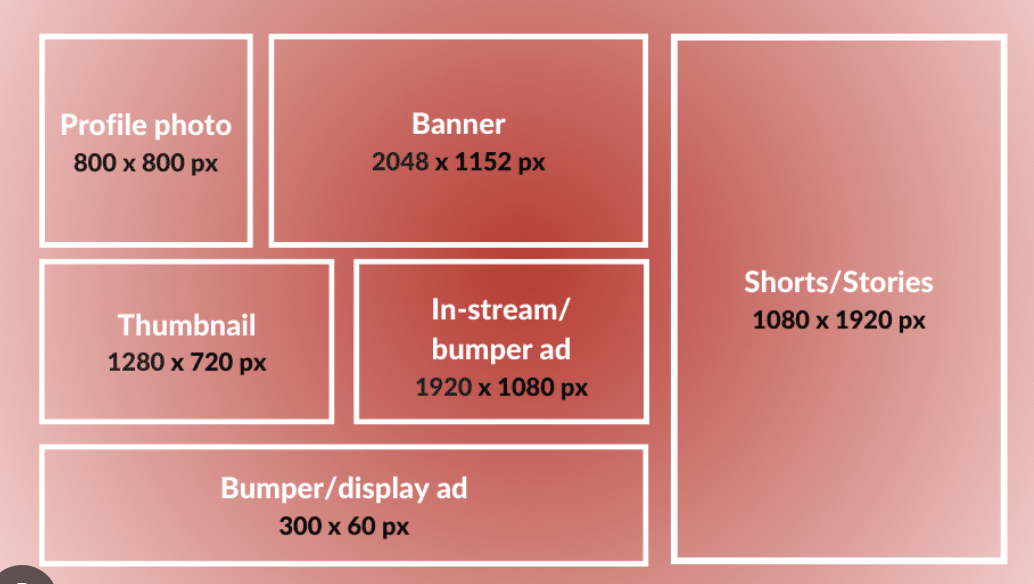 Profile photo
800 x 800 px
Banner
2048 x 1152 px
Thumbnail
1280 x 720 px
In-stream/
bumper ad
1920 x 1080 px
Bumper/display ad
300 x 60 px
Shorts/Stories
1080 x 1920 px